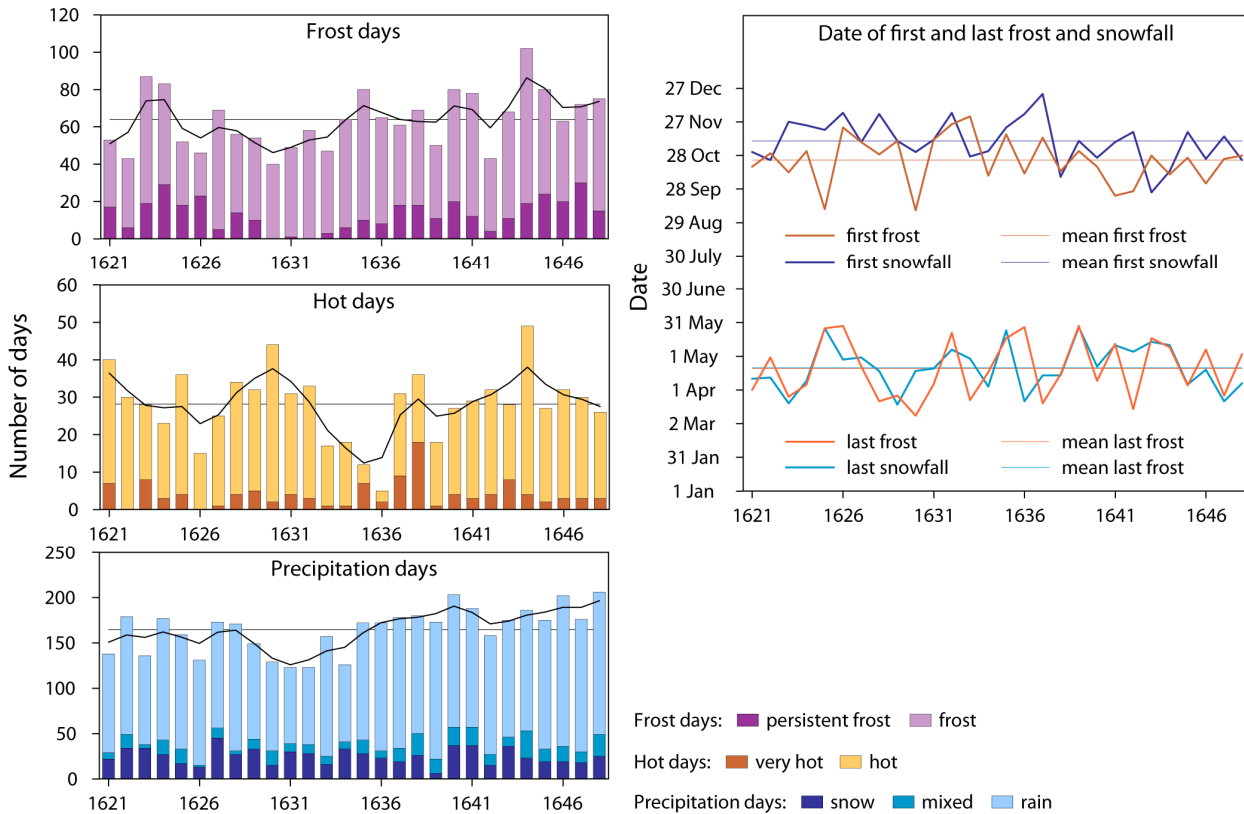 Number of days
Frost days
120
100
80
60
40
20
0
1621
1626
1631
1636
1641
1646
Hot days
60
50
40
30
20
10
0
1621
1626
1631
1636
1641
1646
Precipitation days
250
200
150
100
50
0
1621
1626
1631
1636
1641
1646
Date of first and last frost and snowfall
Date
27 Dec
27 Nov
28 Oct
28 Sep
29 Aug
30 July
30 June
31 May
1 May
1 Apr
2 Mar
31 Jan
1 Jan
first frost
mean first frost
first snowfall
mean first snowfall
last frost
mean last frost
last snowfall
mean last frost
1621
1626
1631
1636
1641
1646
Frost days: persistent frost frost
Hot days: very hot hot
Precipitation days: snow mixed rain